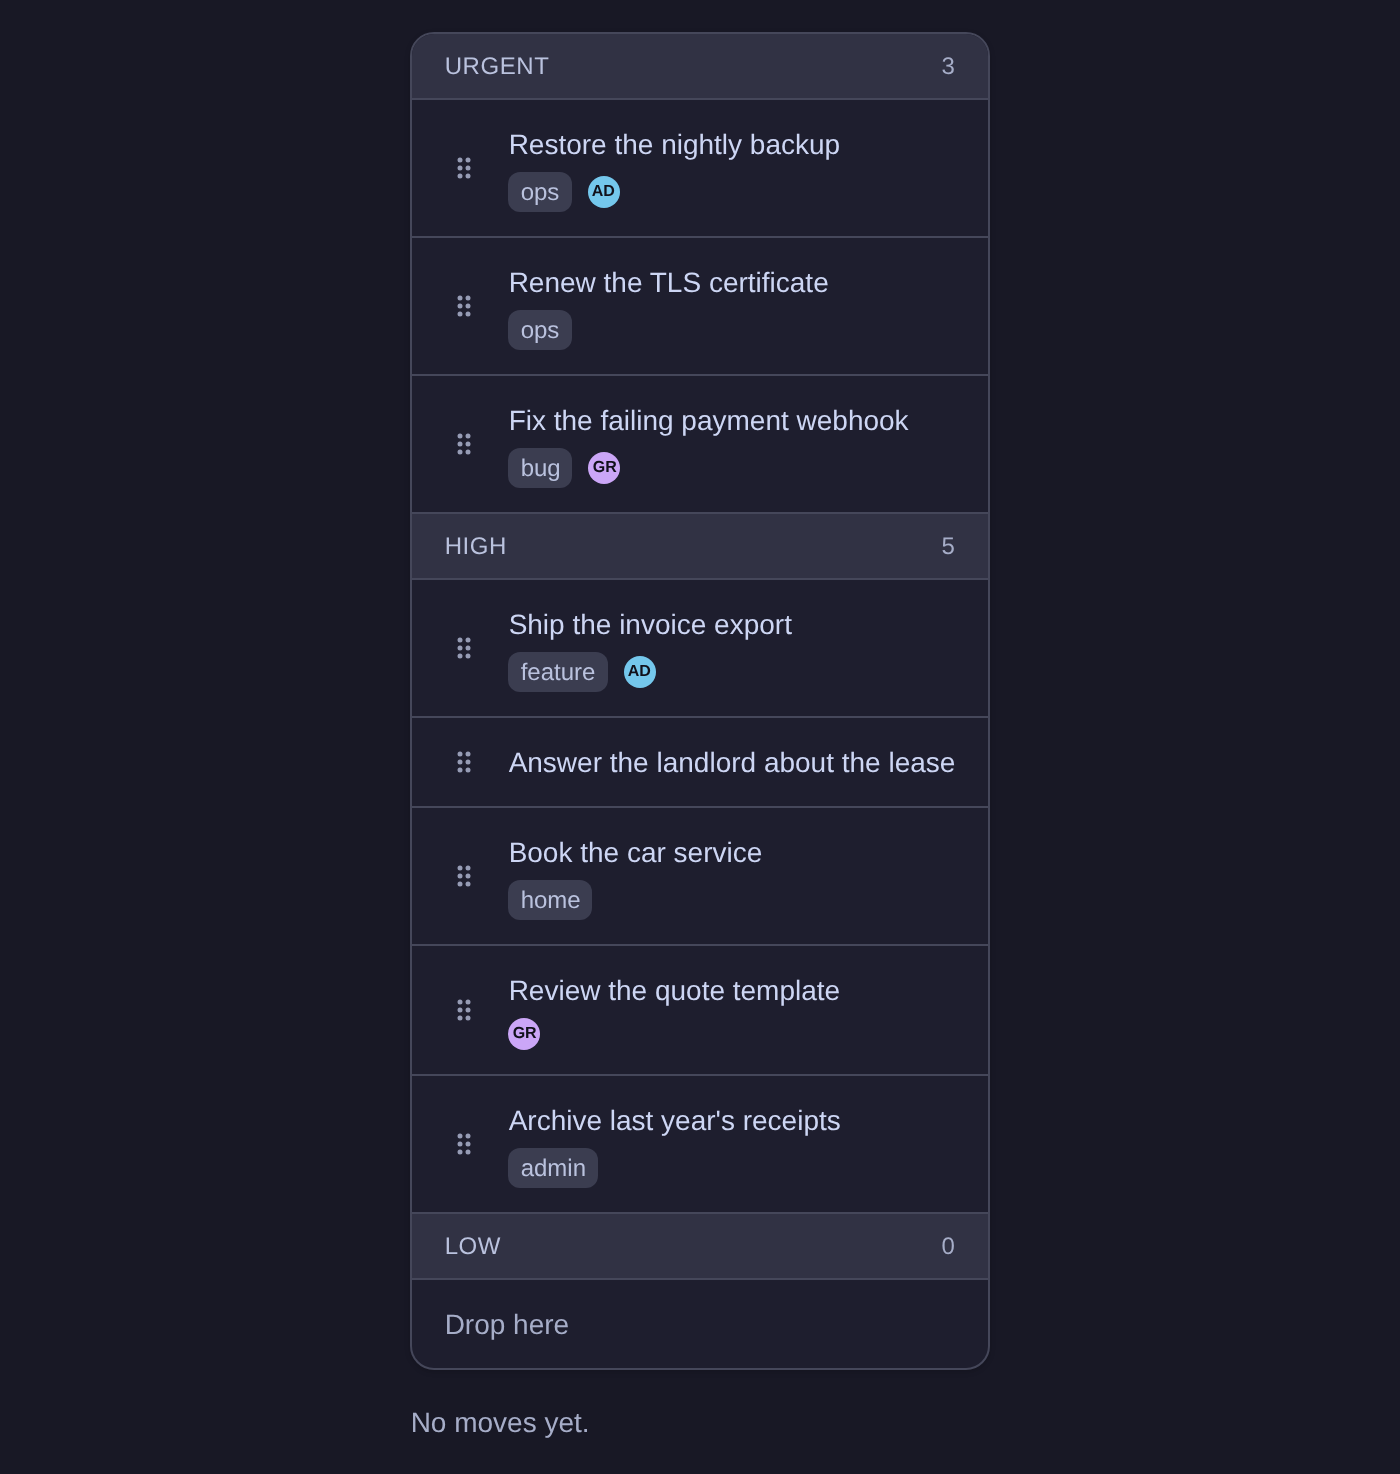 URGENT 3
Restore the nightly backup
ops AD
Renew the TLS certificate
ops
Fix the failing payment webhook
bug GR
HIGH 5
Ship the invoice export
feature AD
Answer the landlord about the lease
Book the car service
home
Review the quote template
GR
Archive last year's receipts
admin
LOW 0
Drop here
No moves yet.